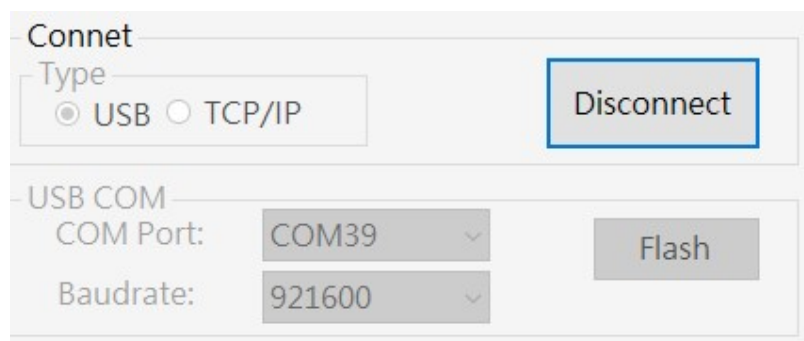 Connet
Type
USB TCP/IP
Disconnect
USB COM
COM Port: COM39
Flash
Baudrate: 921600